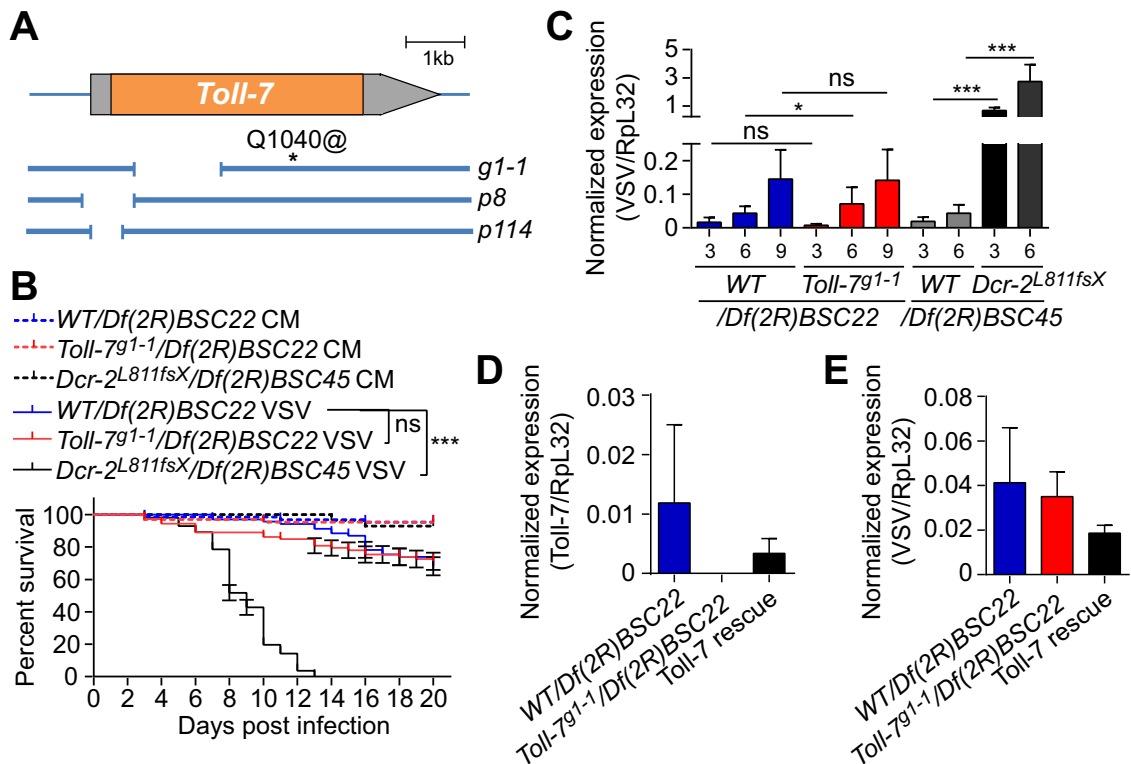 A
1kb
Toll-7
Q1040@
*
g1-1
p8
p114
B
WT/Df(2R)BSC22 CM
Toll-7g1-1/Df(2R)BSC22 CM
Dcr-2L811fsX/Df(2R)BSC45 CM
WT/Df(2R)BSC22 VSV
Toll-7g1-1/Df(2R)BSC22 VSV
Dcr-2L811fsX/Df(2R)BSC45 VSV
ns
***
Percent survival
100
80
60
40
20
0
0 2 4 6 8 10 12 14 16 18 20
Days post infection
C
Normalized expression
(VSV/RpL32)
5
3
1
0.2
0.1
0
ns
*
ns
***
***
3 6 9 3 6 9 3 6 3 6
WT Toll-7g1-1 WT Dcr-2L811fsX
/Df(2R)BSC22 /Df(2R)BSC45
D
Normalized expression
(Toll-7/RpL32)
0.03
0.02
0.01
0
WT/Df(2R)BSC22
Toll-7g1-1/Df(2R)BSC22
Toll-7 rescue
E
Normalized expression
(VSV/RpL32)
0.08
0.06
0.04
0.02
0
WT/Df(2R)BSC22
Toll-7g1-1/Df(2R)BSC22
Toll-7 rescue